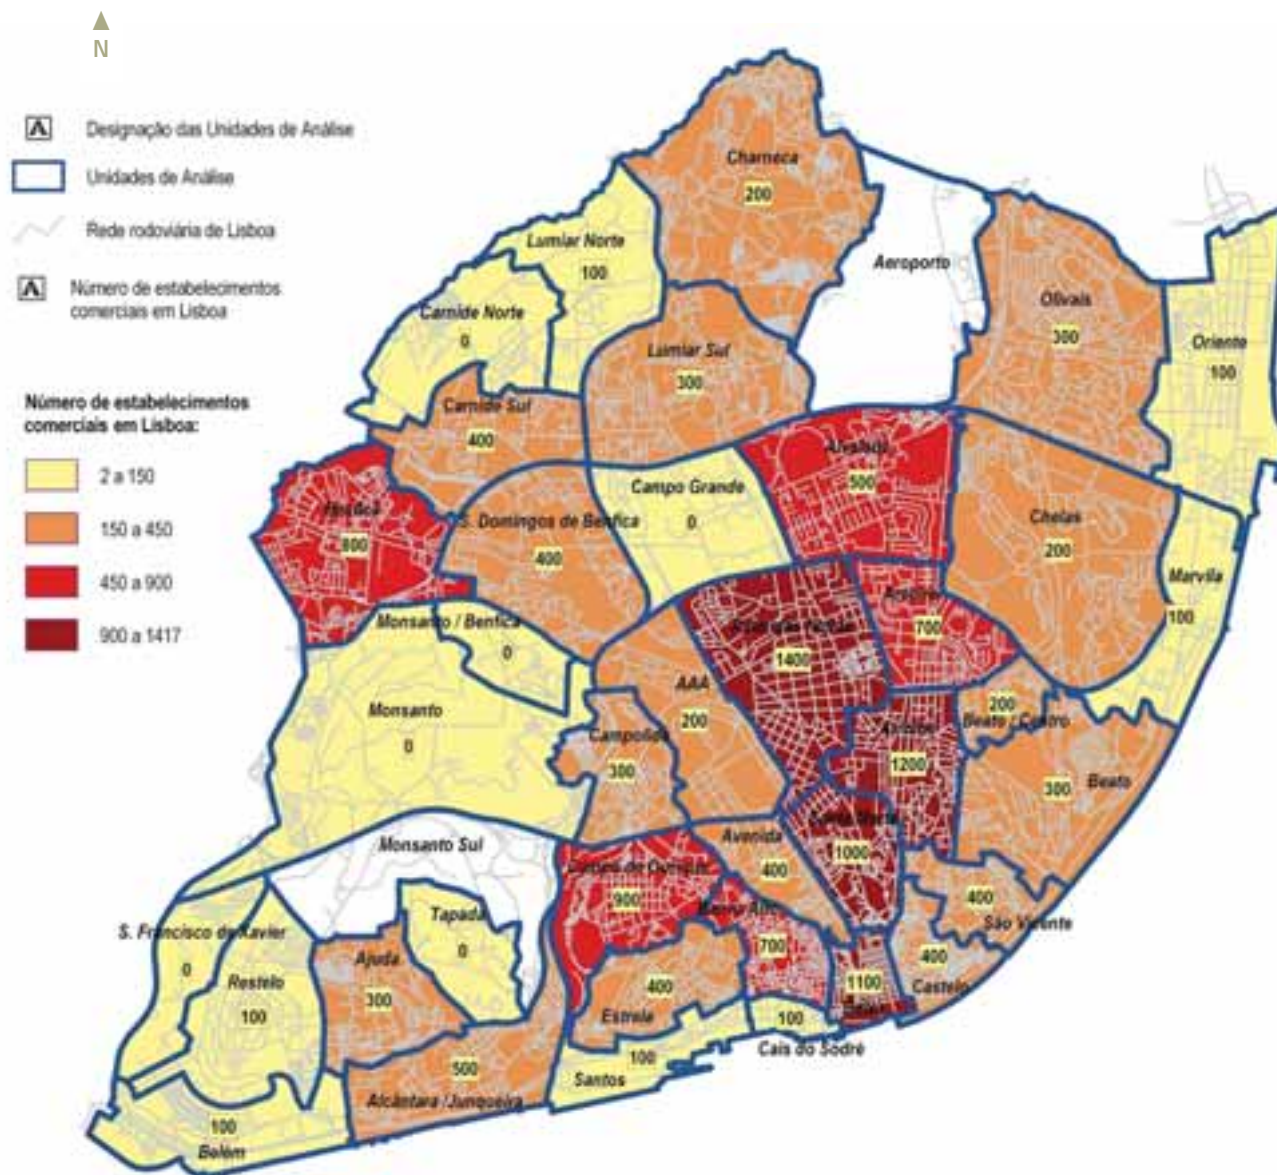 N
Designação das Unidades de Análise
Unidades de Análise
Rede rodoviária de Lisboa
Número de estabelecimentos
comerciais em Lisboa
Número de estabelecimentos
comerciais em Lisboa:
2 a 150
150 a 450
450 a 900
900 a 1417
Charneca
200
Lumiar Norte
100
Aeroporto
Carnide Norte
0
Olivais
300
Oriente
100
Lumiar Sul
300
Carnide Sul
400
Alvalade
500
Campo Grande
0
Benfica
800
S. Domingos de Benfica
400
Chelas
200
Marvila
100
Areeiro
700
Monsanto / Benfica
0
1400
AAA
200
Monsanto
0
Campolide
300
Beato / Centro
200
1200
Beato
300
Avenida
400
1000
Monsanto Sul
Campo de Ourique
900
Tapada
0
Bairro Alto
700
São Vicente
400
S. Francisco de Xavier
0
Restelo
100
Ajuda
300
Estrela
400
1100
Castelo
400
Cais do Sodré
100
Santos
100
Alcântara /Junqueira
500
Belém
100